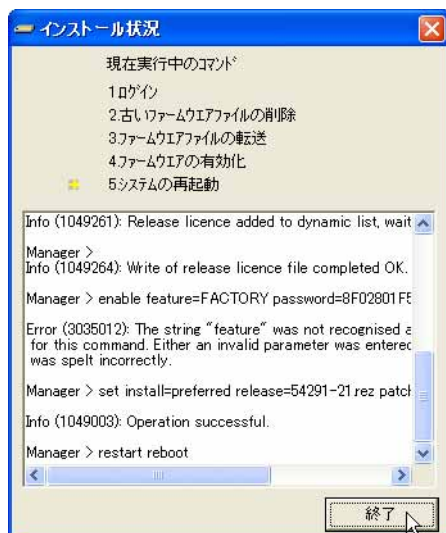 インストール状況
現在実行中のコマンド
1.ログイン
2.古いファームウエアファイルの削除
3.ファームウエアファイルの転送
4.ファームウエアの有効化
5.システムの再起動
Info (1049261): Release licence added to dynamic list, wait
Manager >
Info (1049264): Write of release licence file completed OK.
Manager > enable feature=FACTORY password=8F02801F5
Error (3035012): The string "feature" was not recognised a
for this command. Either an invalid parameter was entered
was spelt incorrectly.
Manager > set install=preferred release=54291-21.rez patch
Info (1049003): Operation successful.
Manager > restart reboot
終了